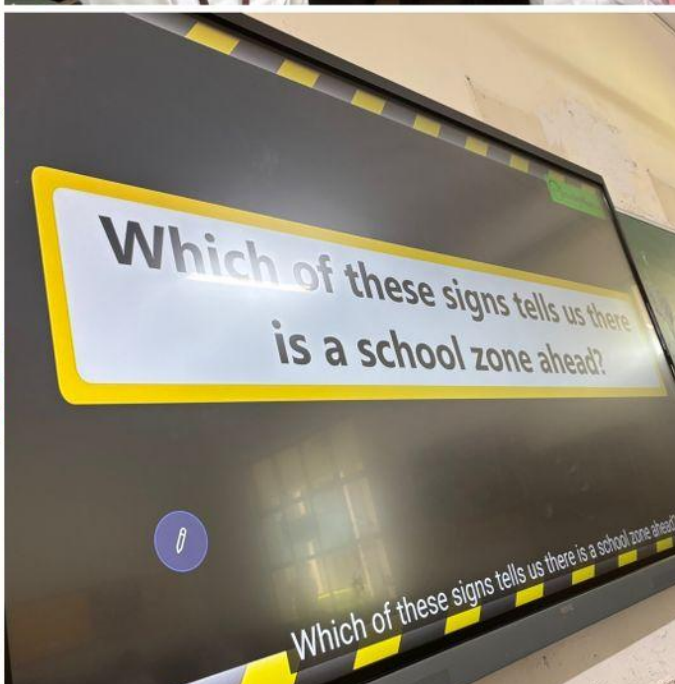 Which of these signs tells us there
is a school zone ahead?
Which of these signs tells us there is a school zone ahead?